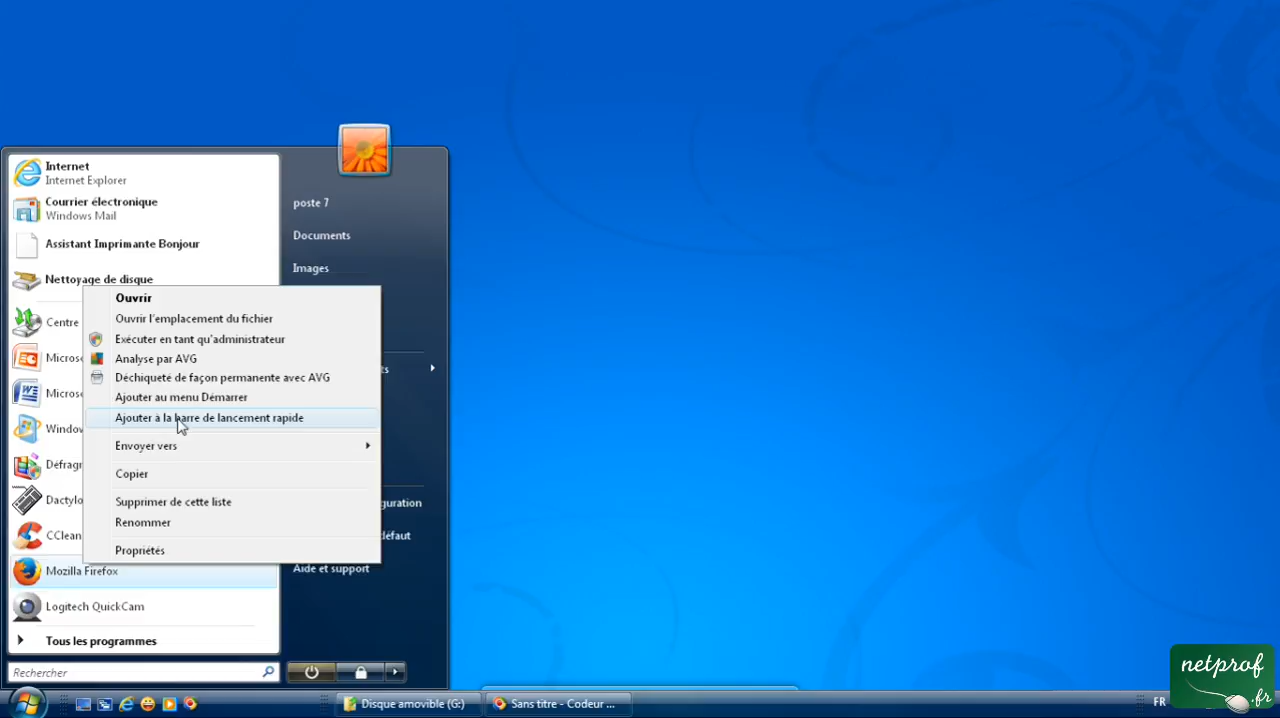 Internet
Internet Explorer
Courrier électronique
Windows Mail
Assistant Imprimante Bonjour
Nettoyage de disque
Centre
Dactylo
Mozilla Firefox
Logitech QuickCam
Tous les programmes
Rechercher
Ouvrir
Ouvrir l'emplacement du fichier
Exécuter en tant qu'administrateur
Analyse par AVG
Déchiqueté de façon permanente avec AVG
Ajouter au menu Démarrer
Ajouter à la barre de lancement rapide
Envoyer vers
Copier
Supprimer de cette liste
Renommer
Propriétés
poste 7
Documents
Images
Aide et support
Disque amovible (G:)
Sans titre - Codeur ...
FR
netprof
.fr